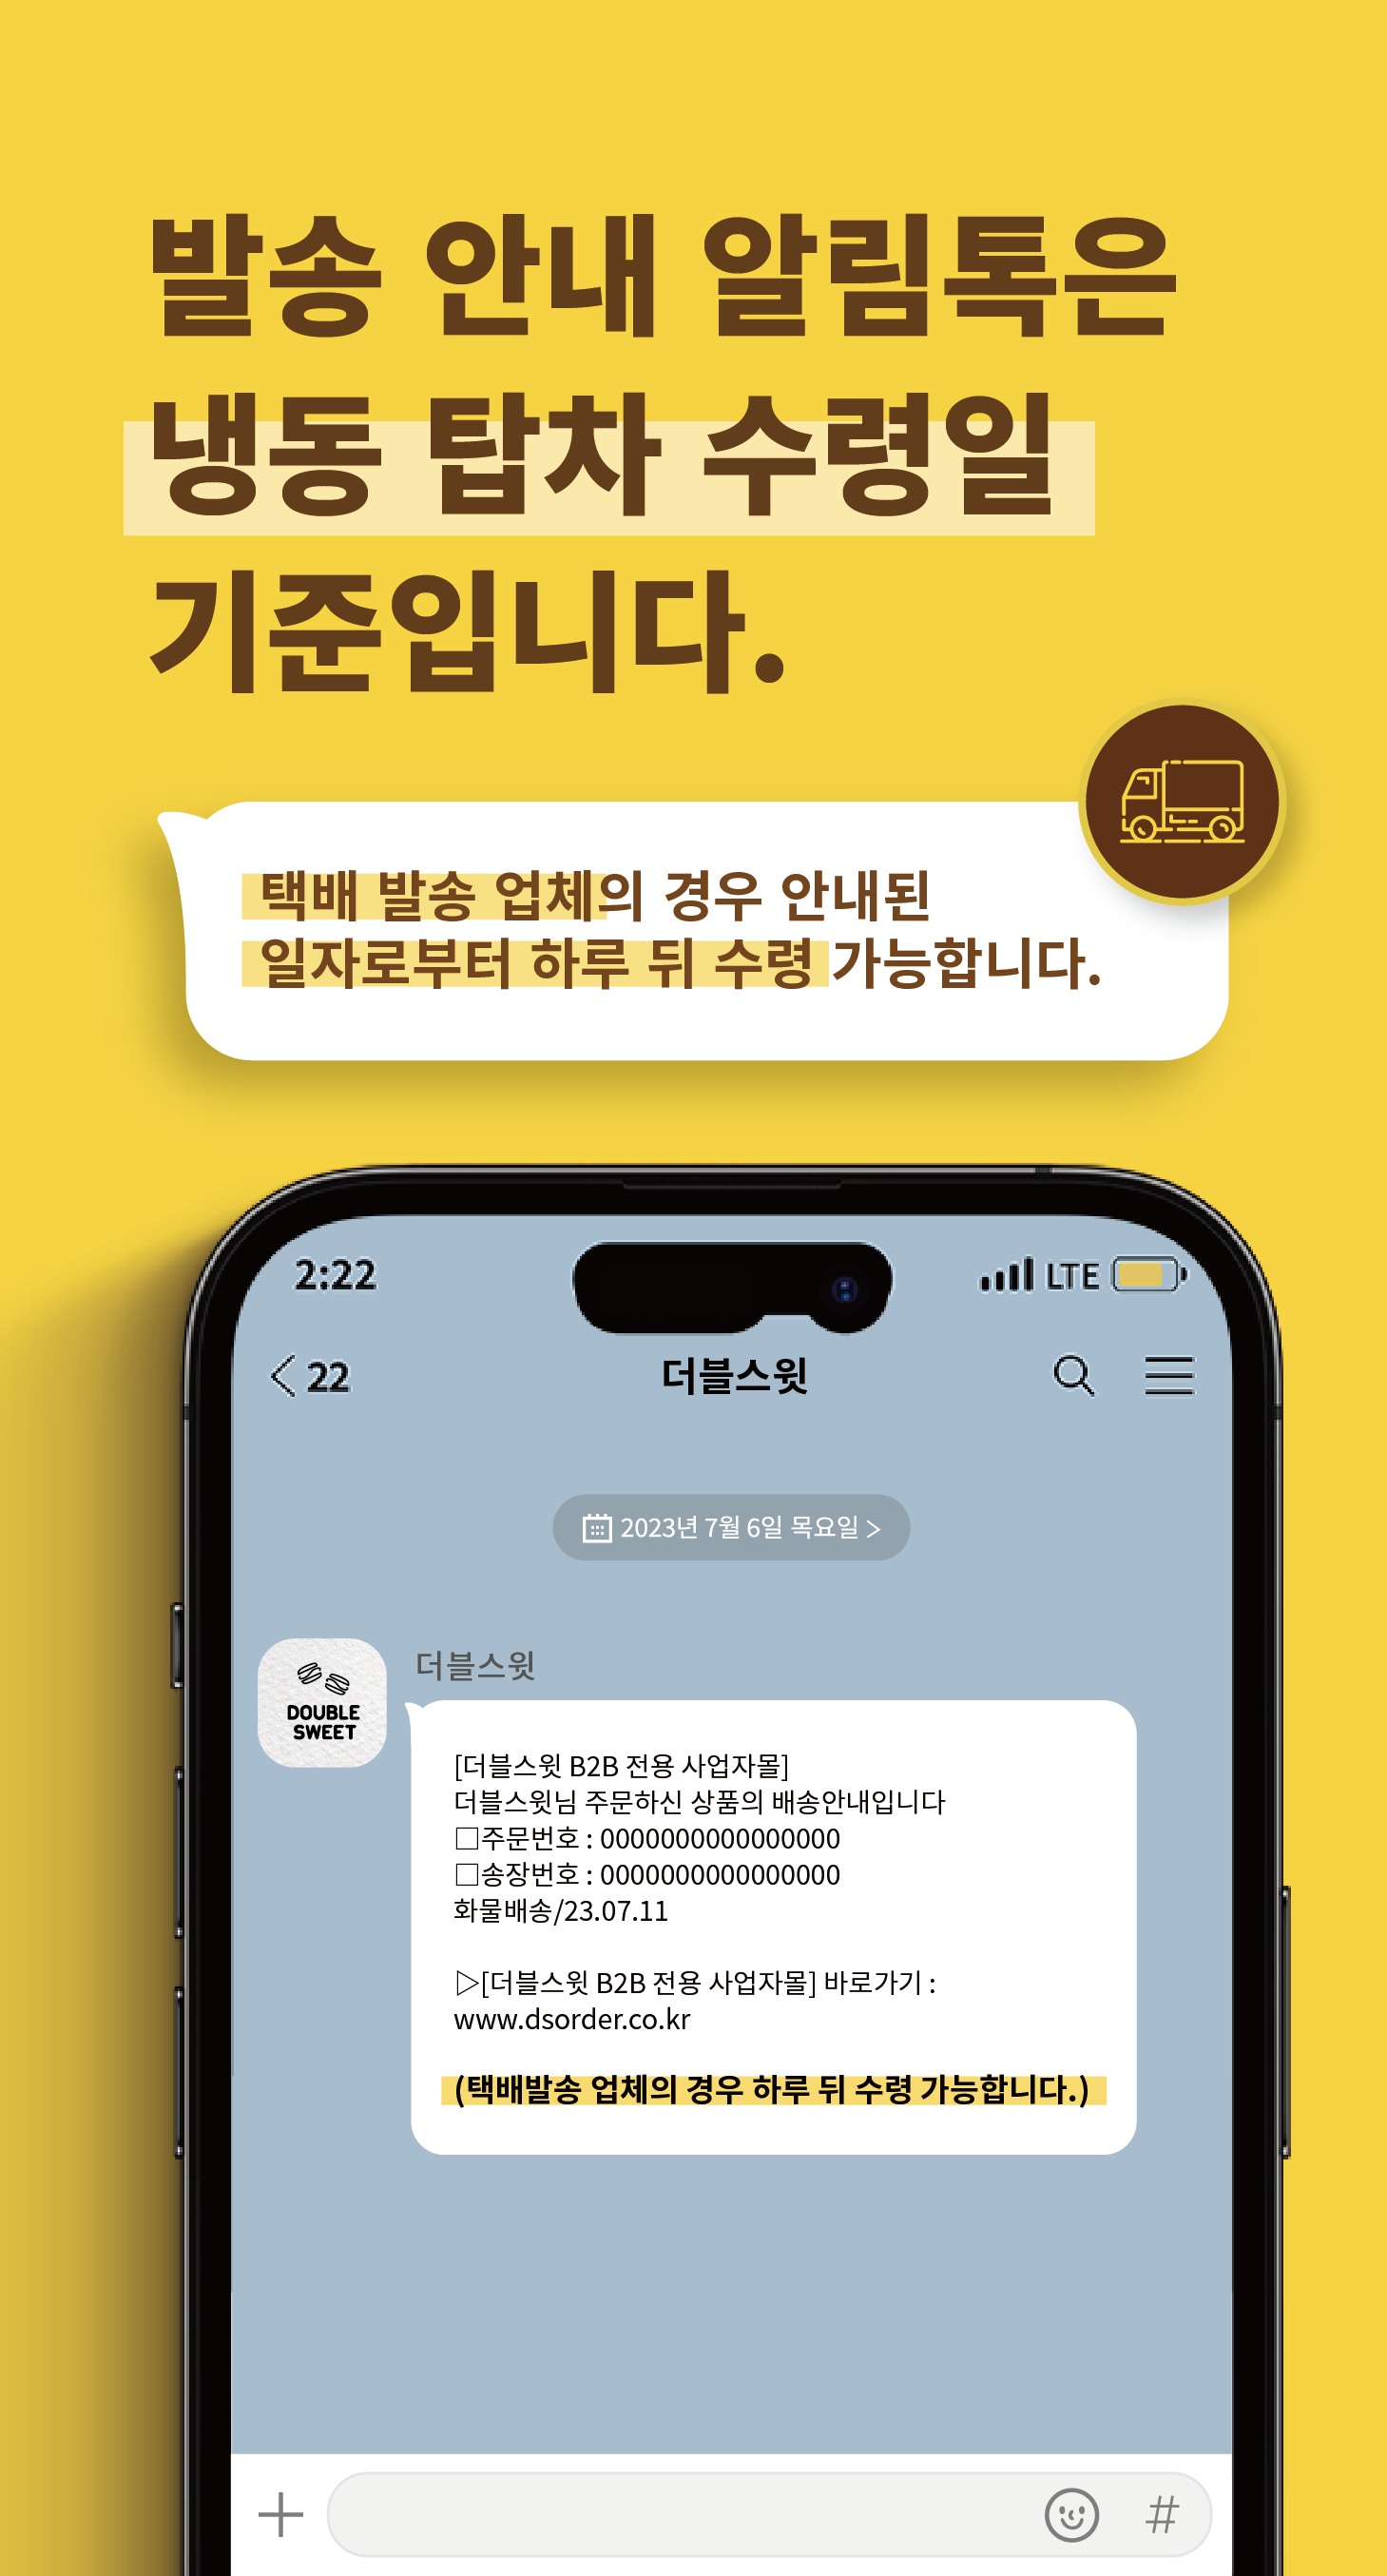 발송 안내 알림톡은
냉동 탑차 수령일
기준입니다.
택배 발송 업체의 경우 안내된
일자로부터 하루 뒤 수령 가능합니다.
2:22
LTE
22
더블스윗
2023년 7월 6일 목요일 >
더블스윗
DOUBLE
SWEET
[더블스윗 B2B 전용 사업자몰]
더블스윗님 주문하신 상품의 배송안내입니다
□주문번호 : 0000000000000000
□송장번호 : 0000000000000000
화물배송/23.07.11
▷[더블스윗 B2B 전용 사업자몰] 바로가기 :
www.dsorder.co.kr
(택배발송 업체의 경우 하루 뒤 수령 가능합니다.)
#